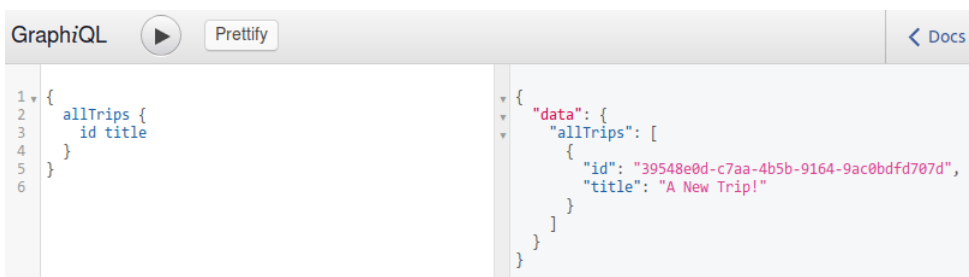 GraphiQL Prettify Docs
1 {
2 allTrips {
3 id title
4 }
5 }
6
{
"data": {
"allTrips": [
{
"id": "39548e0d-c7aa-4b5b-9164-9ac0bdfd707d",
"title": "A New Trip!"
}
]
}
}